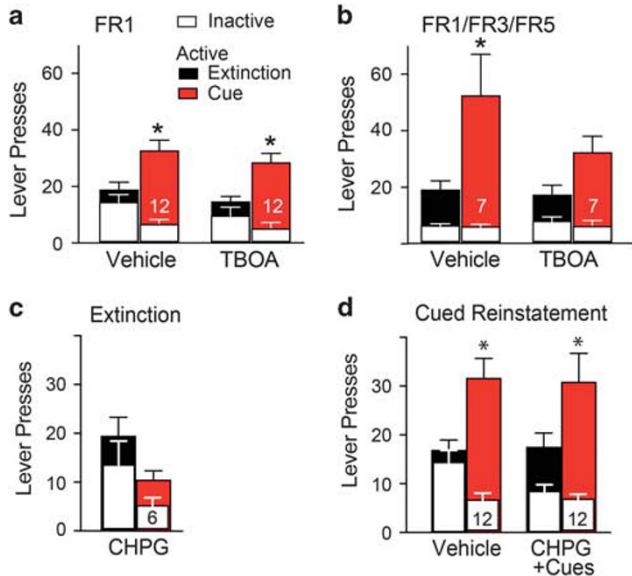 a FR1
Inactive
Active
Extinction
Cue
Lever Presses
60
40
20
0
*
*
12
12
Vehicle
TBOA
b FR1/FR3/FR5
Lever Presses
60
40
20
0
*
7
7
Vehicle
TBOA
c Extinction
Lever Presses
30
20
10
0
6
CHPG
d Cued Reinstatement
Lever Presses
30
20
10
0
*
*
12
12
Vehicle
CHPG
+Cues